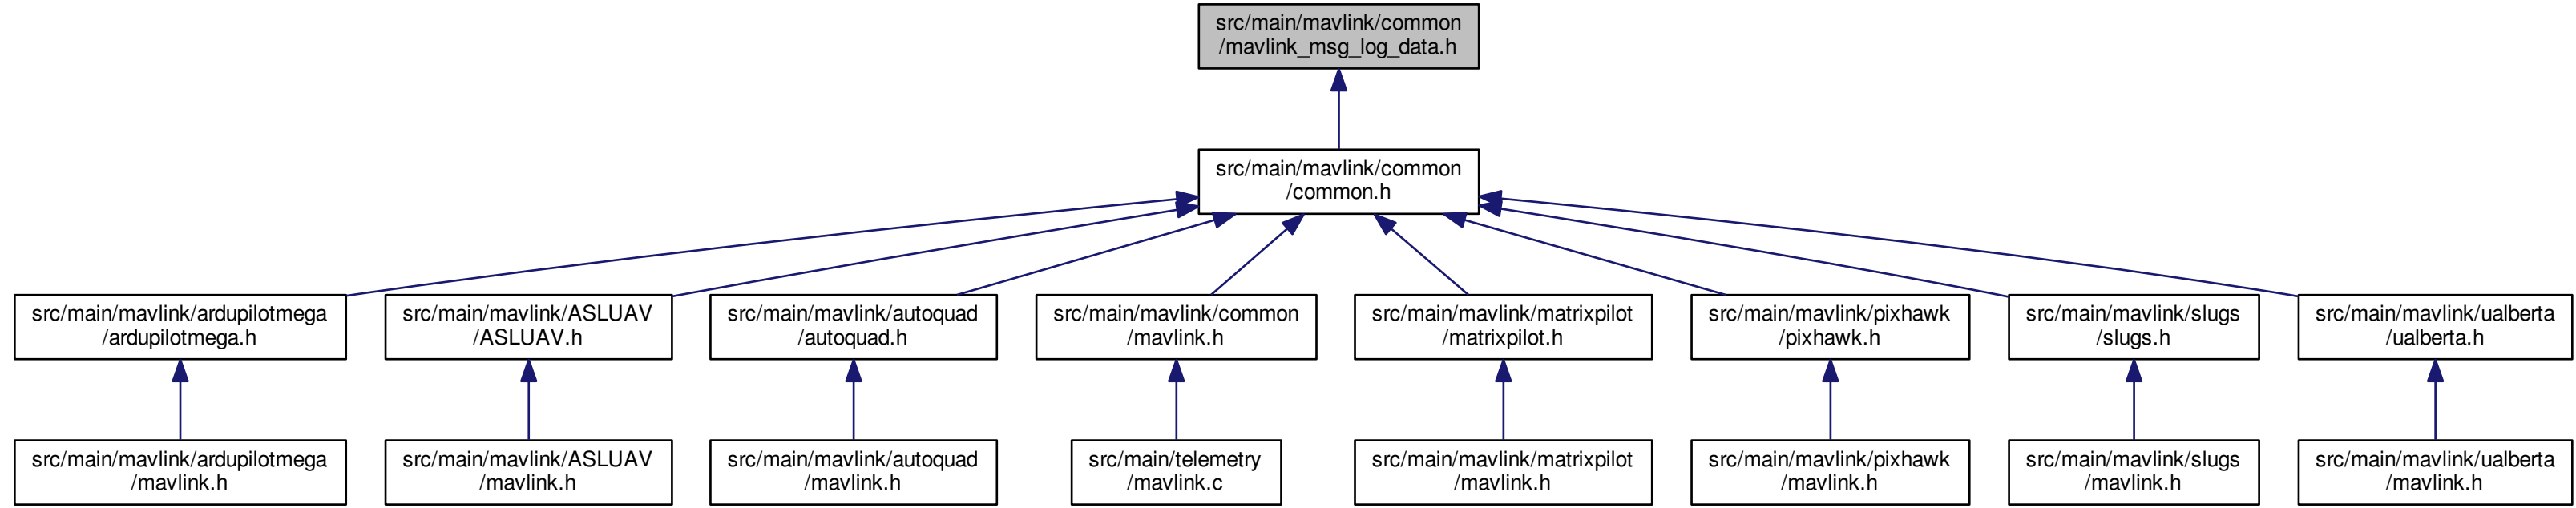 src/main/mavlink/common
/mavlink_msg_log_data.h
src/main/mavlink/common
/common.h
src/main/mavlink/ardupilotmega
/ardupilotmega.h
src/main/mavlink/ASLUAV
/ASLUAV.h
src/main/mavlink/autoquad
/autoquad.h
src/main/mavlink/common
/mavlink.h
src/main/mavlink/matrixpilot
/matrixpilot.h
src/main/mavlink/pixhawk
/pixhawk.h
src/main/mavlink/slugs
/slugs.h
src/main/mavlink/ualberta
/ualberta.h
src/main/mavlink/ardupilotmega
/mavlink.h
src/main/mavlink/ASLUAV
/mavlink.h
src/main/mavlink/autoquad
/mavlink.h
src/main/telemetry
/mavlink.c
src/main/mavlink/matrixpilot
/mavlink.h
src/main/mavlink/pixhawk
/mavlink.h
src/main/mavlink/slugs
/mavlink.h
src/main/mavlink/ualberta
/mavlink.h